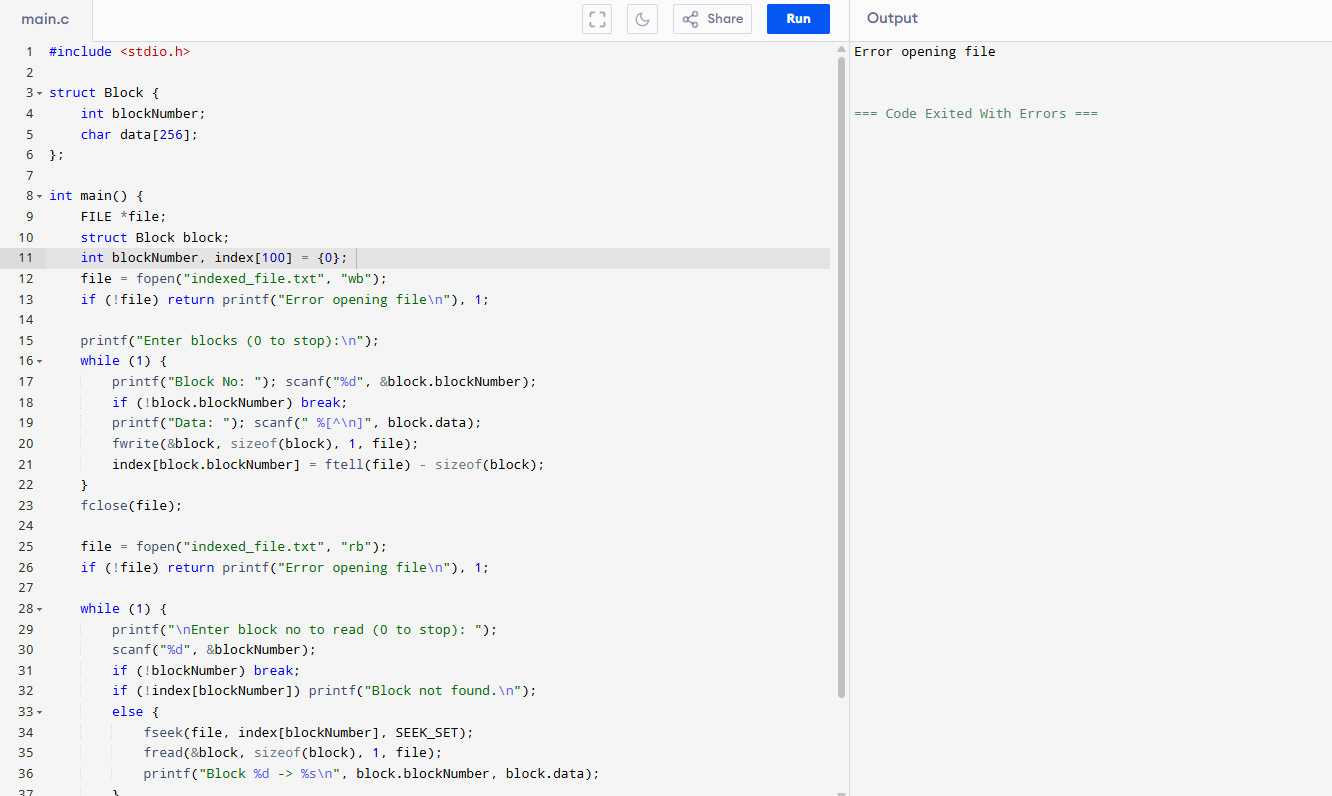 main.c
Share
Run
Output
1 #include <stdio.h>
2
3 struct Block {
4     int blockNumber;
5     char data[256];
6 };
7
8 int main() {
9     FILE *file;
10     struct Block block;
11     int blockNumber, index[100] = {0};
12     file = fopen("indexed_file.txt", "wb");
13     if (!file) return printf("Error opening file\n"), 1;
14
15     printf("Enter blocks (0 to stop):\n");
16     while (1) {
17         printf("Block No: "); scanf("%d", &block.blockNumber);
18         if (!block.blockNumber) break;
19         printf("Data: "); scanf(" %[^\n]", block.data);
20         fwrite(&block, sizeof(block), 1, file);
21         index[block.blockNumber] = ftell(file) - sizeof(block);
22     }
23     fclose(file);
24
25     file = fopen("indexed_file.txt", "rb");
26     if (!file) return printf("Error opening file\n"), 1;
27
28     while (1) {
29         printf("\nEnter block no to read (0 to stop): ");
30         scanf("%d", &blockNumber);
31         if (!blockNumber) break;
32         if (!index[blockNumber]) printf("Block not found.\n");
33         else {
34             fseek(file, index[blockNumber], SEEK_SET);
35             fread(&block, sizeof(block), 1, file);
36             printf("Block %d -> %s\n", block.blockNumber, block.data);
37         }
Error opening file
=== Code Exited With Errors ===